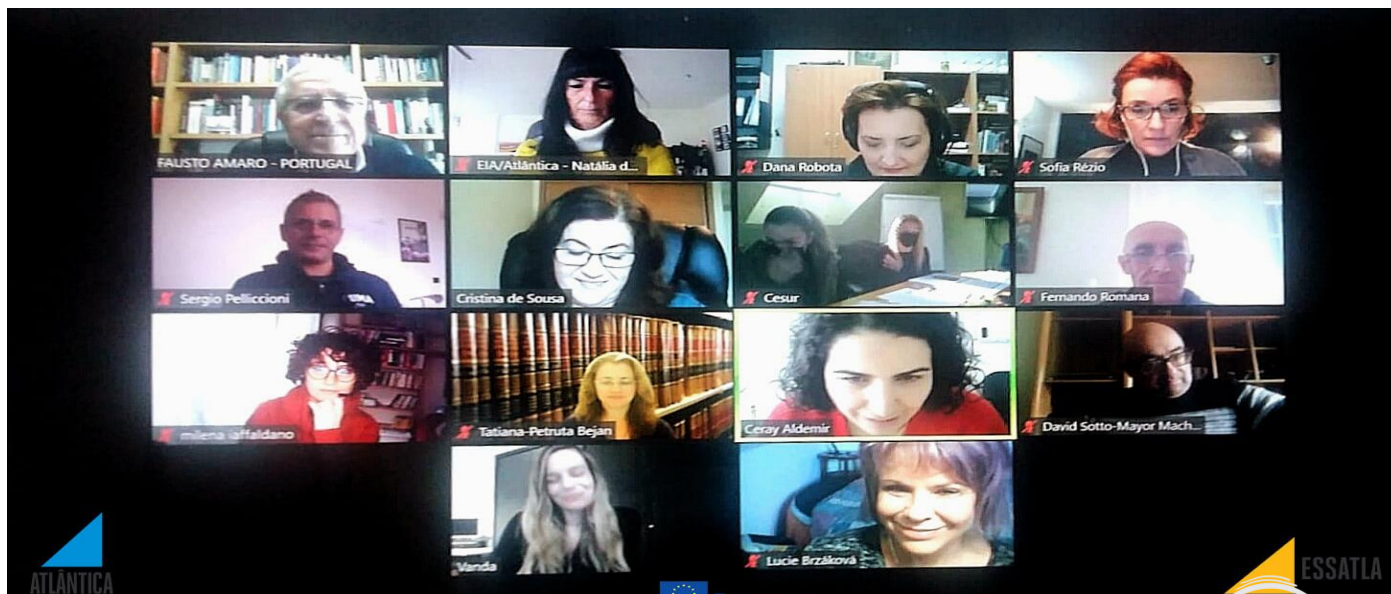 FAUSTO AMARO - PORTUGAL
EIA/Atlântica - Natália d...
Dana Robota
Sofia Rézio
Sergio Pelliccioni
Cristina de Sousa
Cesur
Fernando Romana
milena iaffaldano
Tatiana-Petruta Bejan
Ceray Aldemir
David Sotto-Mayor Mach...
Vanda
Lucie Brzáková
ATLÂNTICA
ESSATLA